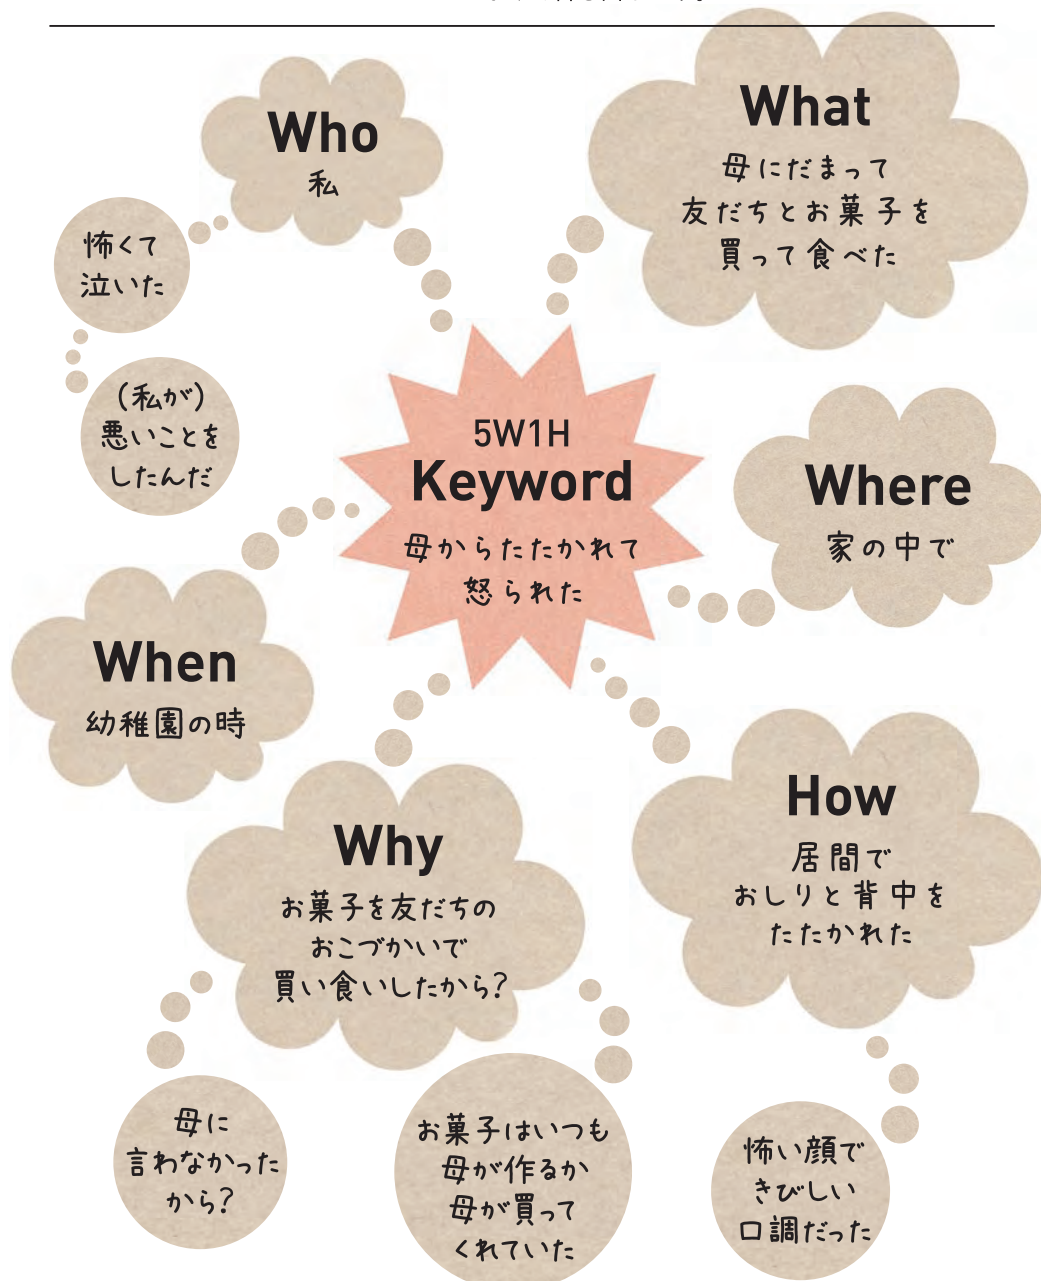 Who
私
怖くて
泣いた
(私が)
悪いことを
したんだ
What
母にだまって
友だちとお菓子を
買って食べた
5W1H
Keyword
母からたたかれて
怒られた
Where
家の中で
When
幼稚園の時
Why
お菓子を友だちの
おこづかいで
買い食いしたから?
母に
言わなかった
から?
お菓子はいつも
母が作るか
母が買って
くれていた
How
居間で
おしりと背中を
たたかれた
怖い顔で
きびしい
口調だった